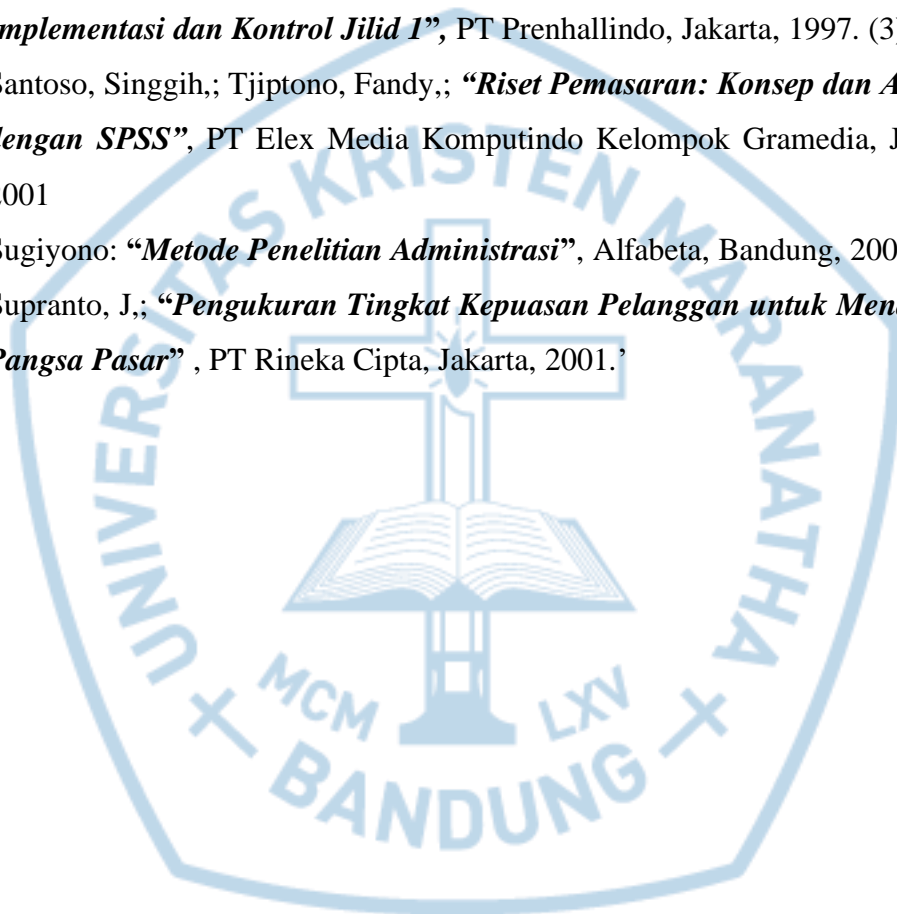 mplementasi dan Kontrol Jilid 1”, PT Prenhallindo, Jakarta, 1997. (3)
Santoso, Singgih,; Tjiptono, Fandy,; “Riset Pemasaran: Konsep dan A
dengan SPSS”, PT Elex Media Komputindo Kelompok Gramedia, J
2001
Sugiyono: “Metode Penelitian Administrasi”, Alfabeta, Bandung, 200
Supranto, J,; “Pengukuran Tingkat Kepuasan Pelanggan untuk Men
Pangsa Pasar” , PT Rineka Cipta, Jakarta, 2001.’
UNIVERSITAS KRISTEN MARANATHA
MCM LXV
BANDUNG